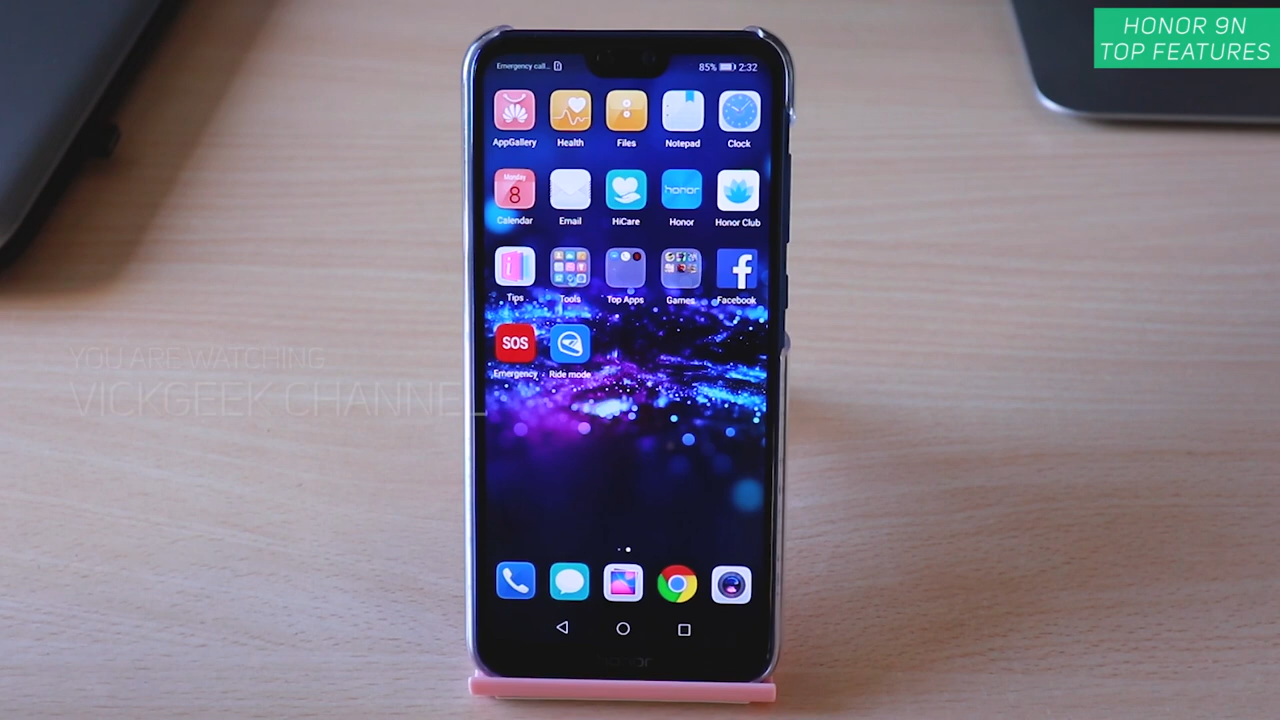 HONOR 9N
TOP FEATURES
Emergency call...
85% 2:32
AppGallery Health Files Notepad Clock
Monday
8
honor
Calendar Email HiCare Honor Honor Club
Tips Tools Top Apps Games Facebook
SOS
Emergency Ride mode
YOU ARE WATCHING
VICKGEEK CHANNEL
honor